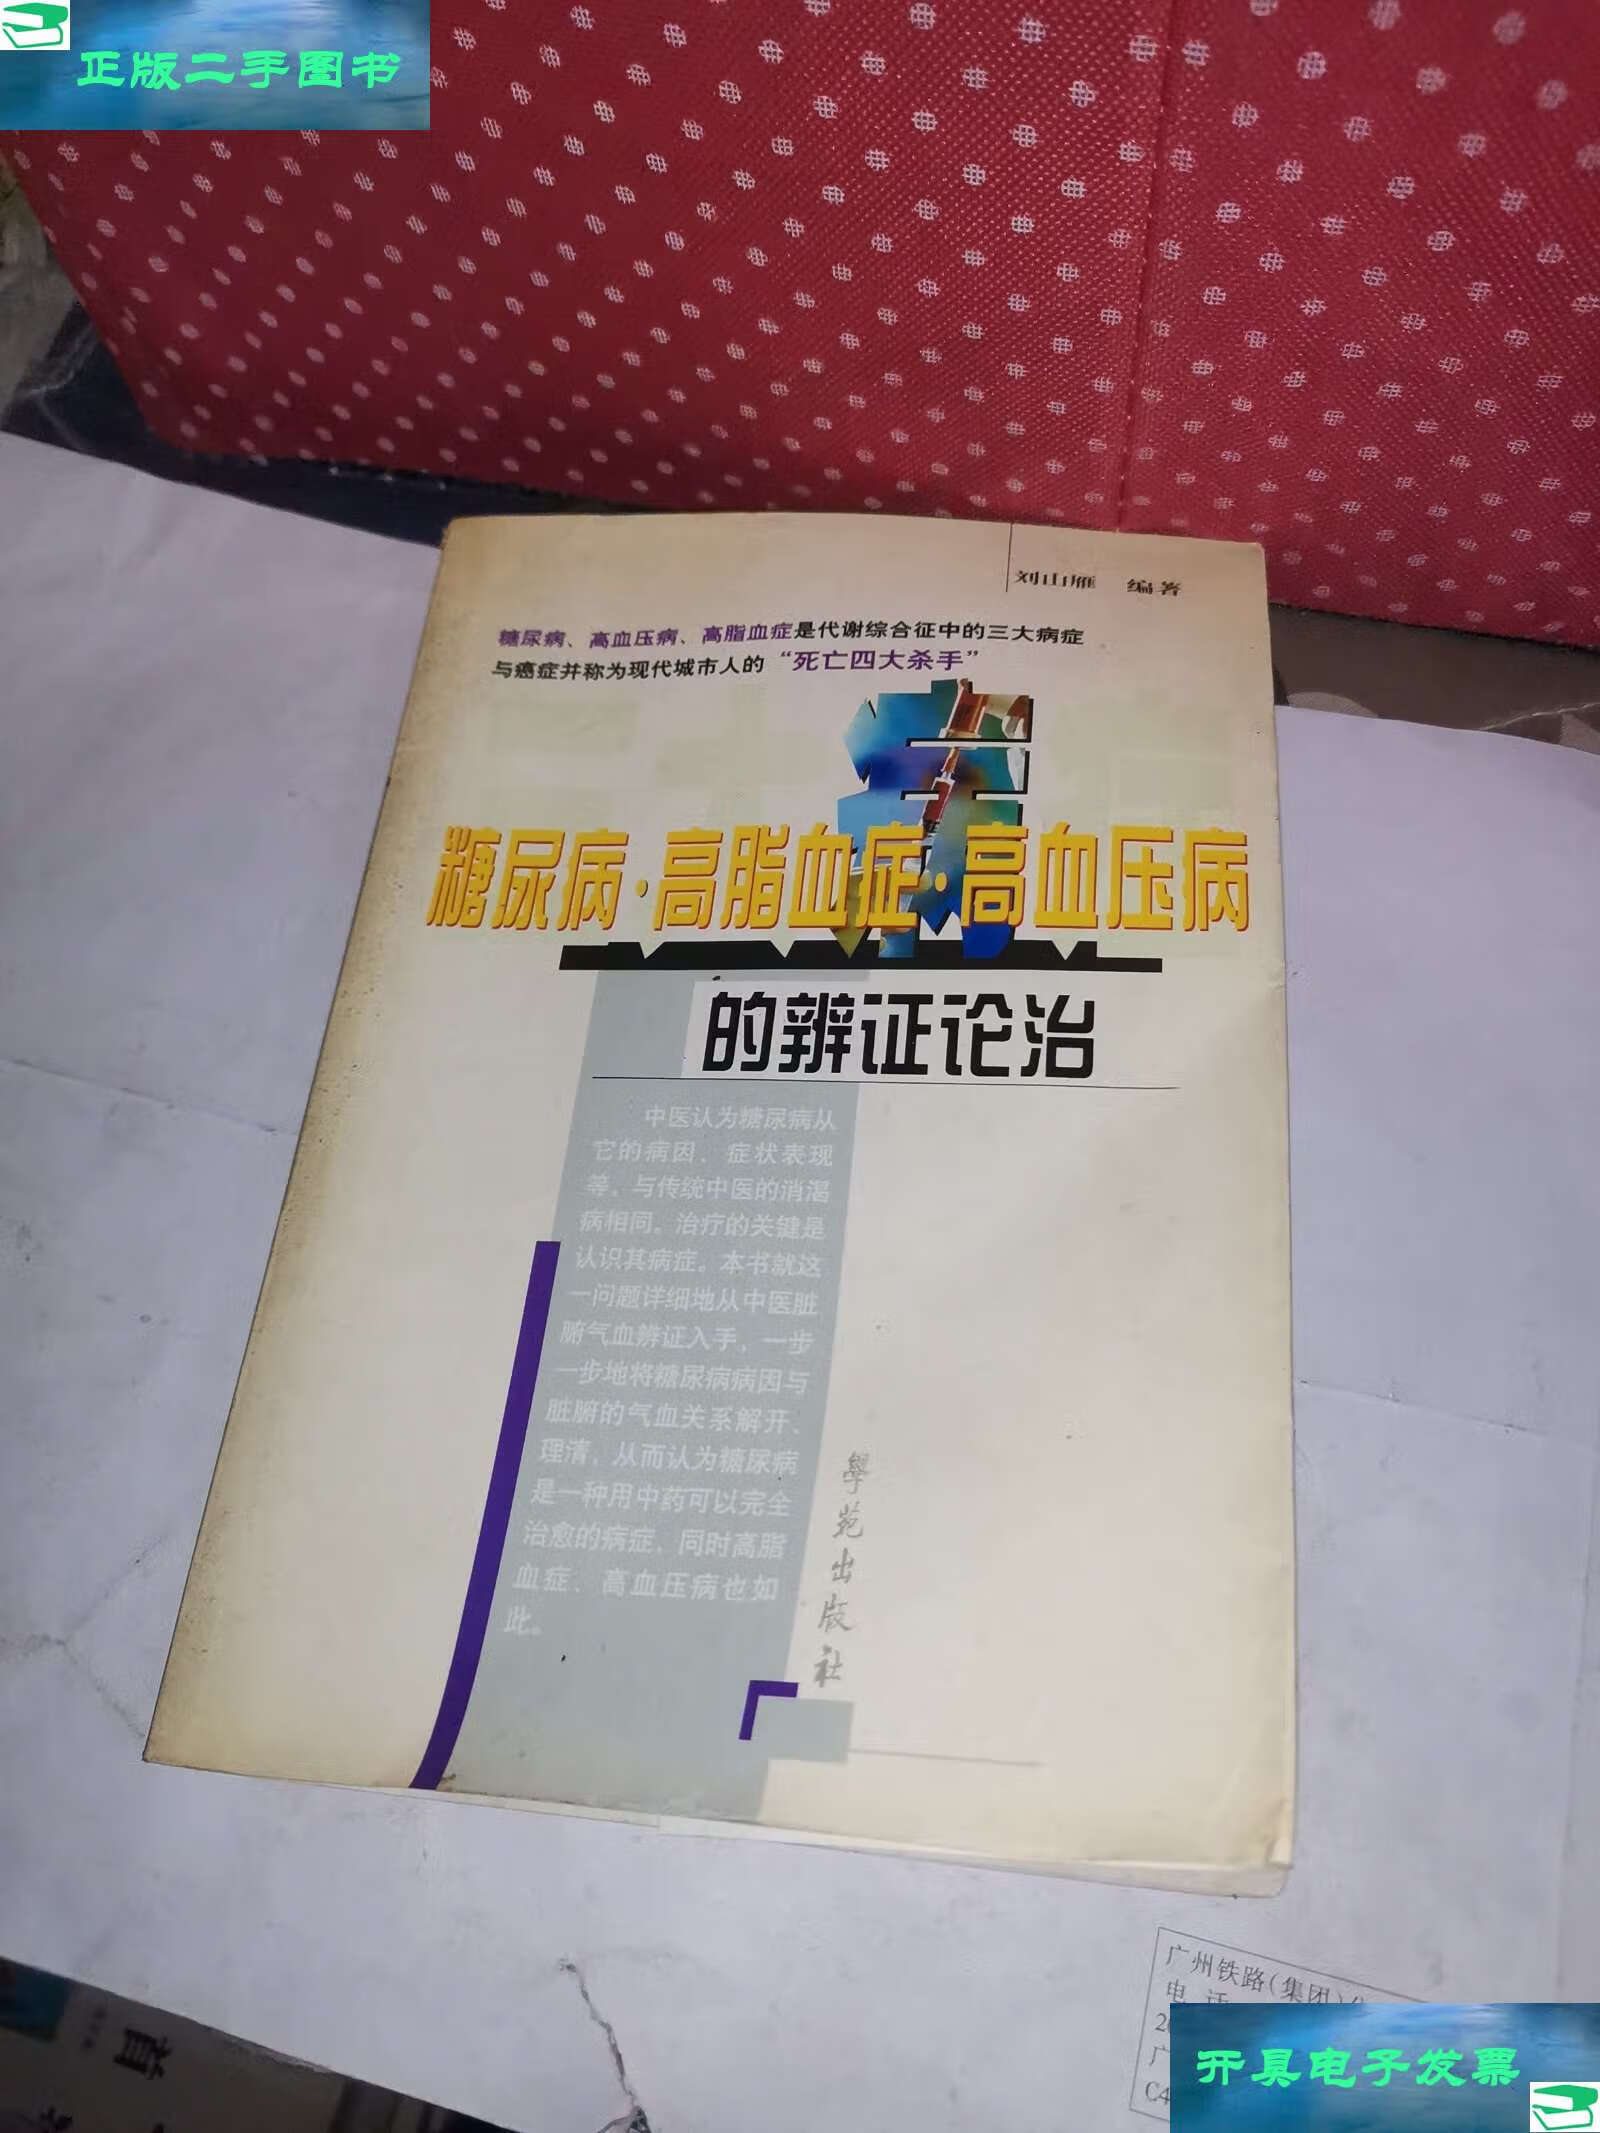 正版二手图书
刘山雁 编著
糖尿病、高血压病、高脂血症是代谢综合征中的三大病症
与癌症并称为现代城市人的“死亡四大杀手”
糖尿病·高脂血症·高血压病
的辨证论治
中医认为糖尿病从
它的病因、症状表现
等,与传统中医的消渴
病相同。治疗的关键是
认识其病症。本书就这
一问题详细地从中医脏
腑气血辨证入手,一步
一步地将糖尿病病因与
脏腑的气血关系解开、
理清,从而认为糖尿病
是一种用中药可以完全
治愈的病症,同时高脂
血症、高血压病也如
此。
學苑出版社
广州铁路(集团)
电 话
2
广
C4
开具电子发票